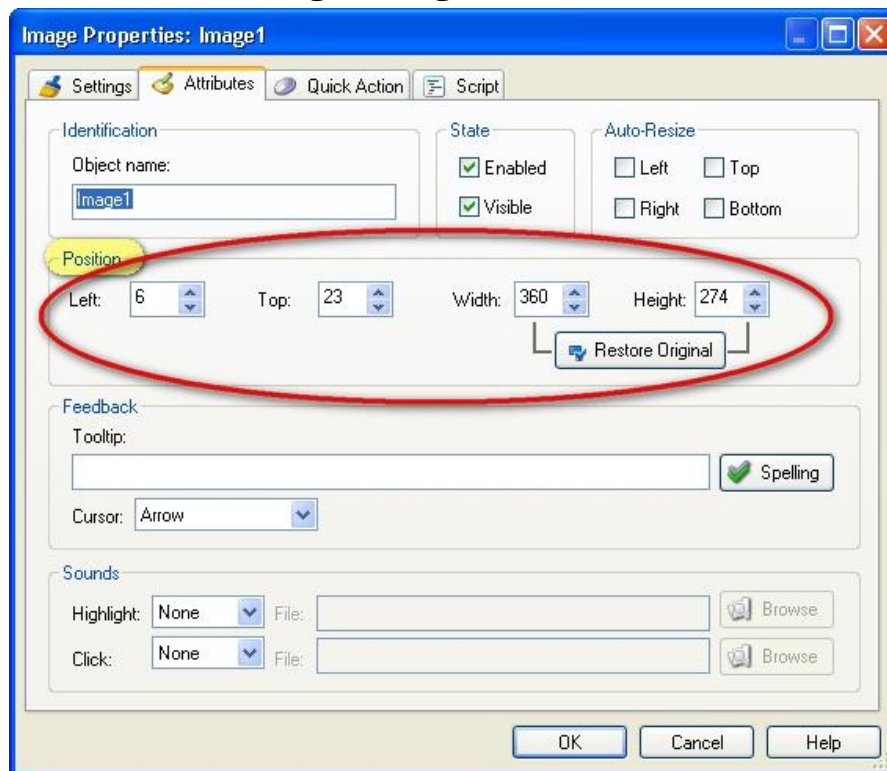 Image Properties: Image1
Settings Attributes Quick Action Script
Identification
Object name:
Image1
State
Enabled
Visible
Auto-Resize
Left Top
Right Bottom
Position
Left: 6 Top: 23 Width: 360 Height: 274
Restore Original
Feedback
Tooltip:
Spelling
Cursor: Arrow
Sounds
Highlight: None File: Browse
Click: None File: Browse
OK Cancel Help